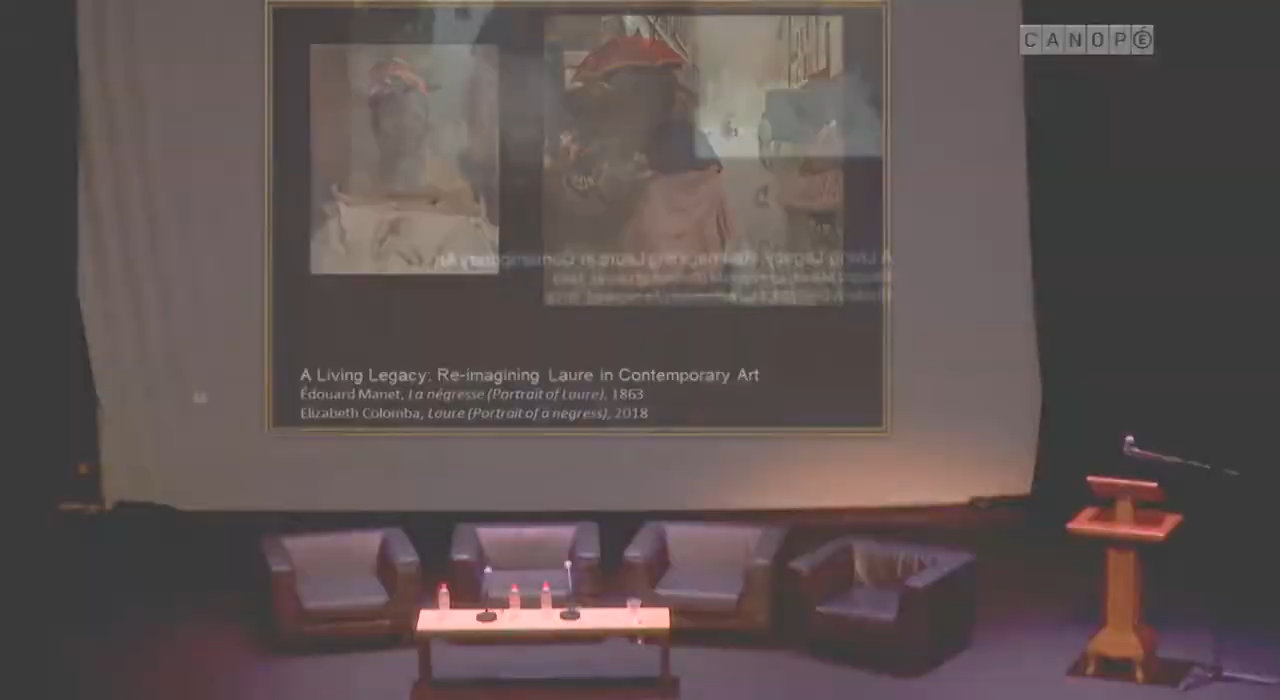 CANOPÉ
A Living Legacy: Re-imagining Laure in Contemporary Art
Édouard Manet, La négresse (Portrait of Laure), 1863
Elizabeth Colomba, Laure (Portrait of a negress), 2018